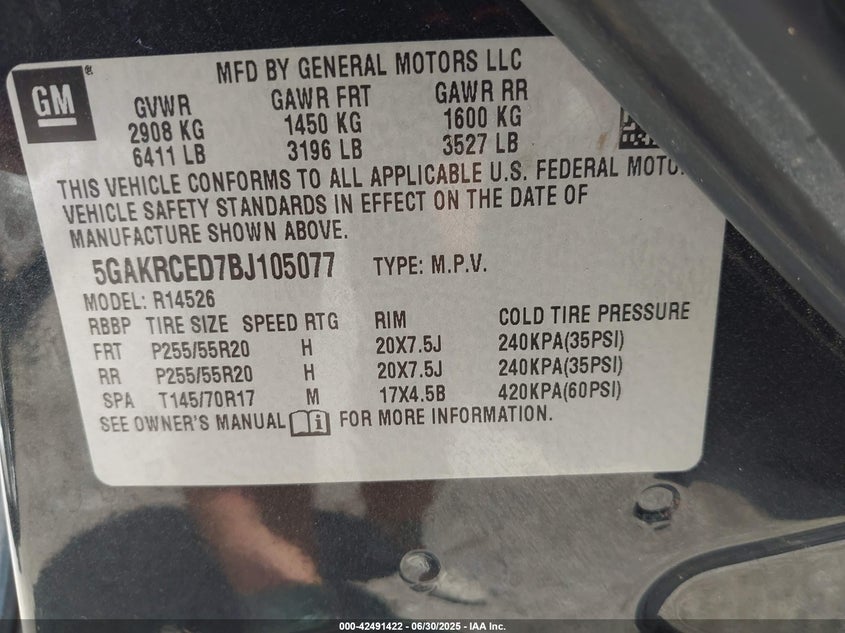 MFD BY GENERAL MOTORS LLC
GM ®
GVWR GAWR FRT GAWR RR
2908 KG 1450 KG 1600 KG
6411 LB 3196 LB 3527 LB
THIS VEHICLE CONFORMS TO ALL APPLICABLE U.S. FEDERAL
VEHICLE SAFETY STANDARDS IN EFFECT ON THE DATE OF
MANUFACTURE SHOWN ABOVE.
5GAKRCED7BJ105077 TYPE: M.P.V.
MODEL: R14526
RBBP TIRE SIZE SPEED RTG RIM COLD TIRE PRESSURE
FRT P255/55R20 H 20X7.5J 240KPA(35PSI)
RR P255/55R20 H 20X7.5J 240KPA(35PSI)
SPA T145/70R17 M 17X4.5B 420KPA(60PSI)
SEE OWNER'S MANUAL i FOR MORE INFORMATION.
000-42491422 - 06/30/2025 - IAA Inc.